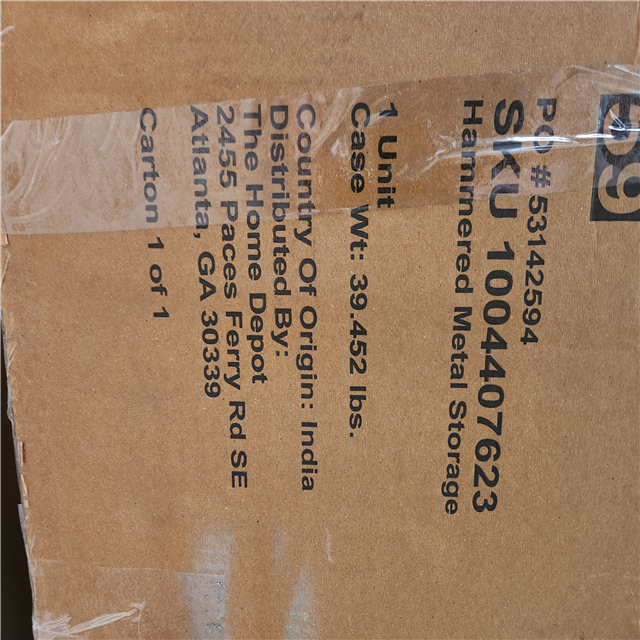 59
PO # 53142594
SKU 1004407623
Hammered Metal Storage
1 Unit
Case Wt: 39.452 lbs.
Country Of Origin: India
Distributed By:
The Home Depot
2455 Paces Ferry Rd SE
Atlanta, GA 30339
Carton 1 of 1